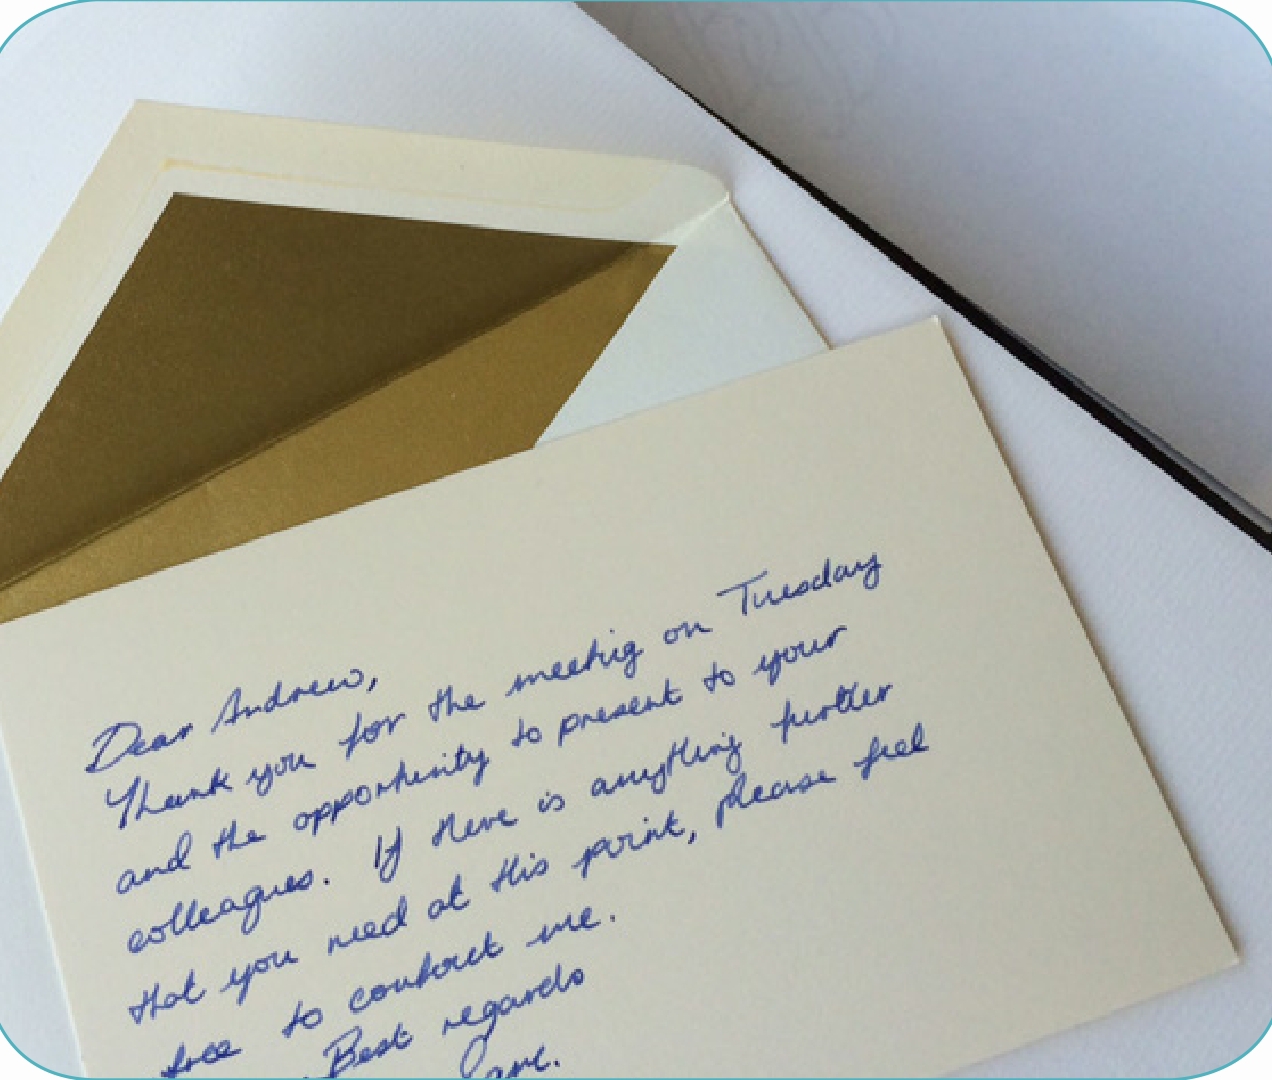 Dear Andrew,
Thank you for the meeting on Tuesday
and the opportunity to present to your
colleagues. If there is anything further
that you need at this point, please feel
free to contact me.
Best regards